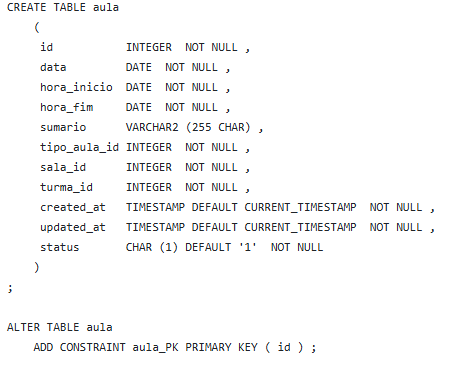 CREATE TABLE aula
(
id INTEGER NOT NULL ,
data DATE NOT NULL ,
hora_inicio DATE NOT NULL ,
hora_fim DATE NOT NULL ,
sumario VARCHAR2 (255 CHAR) ,
tipo_aula_id INTEGER NOT NULL ,
sala_id INTEGER NOT NULL ,
turma_id INTEGER NOT NULL ,
created_at TIMESTAMP DEFAULT CURRENT_TIMESTAMP NOT NULL ,
updated_at TIMESTAMP DEFAULT CURRENT_TIMESTAMP NOT NULL ,
status CHAR (1) DEFAULT '1' NOT NULL
)
;
ALTER TABLE aula
ADD CONSTRAINT aula_PK PRIMARY KEY ( id ) ;